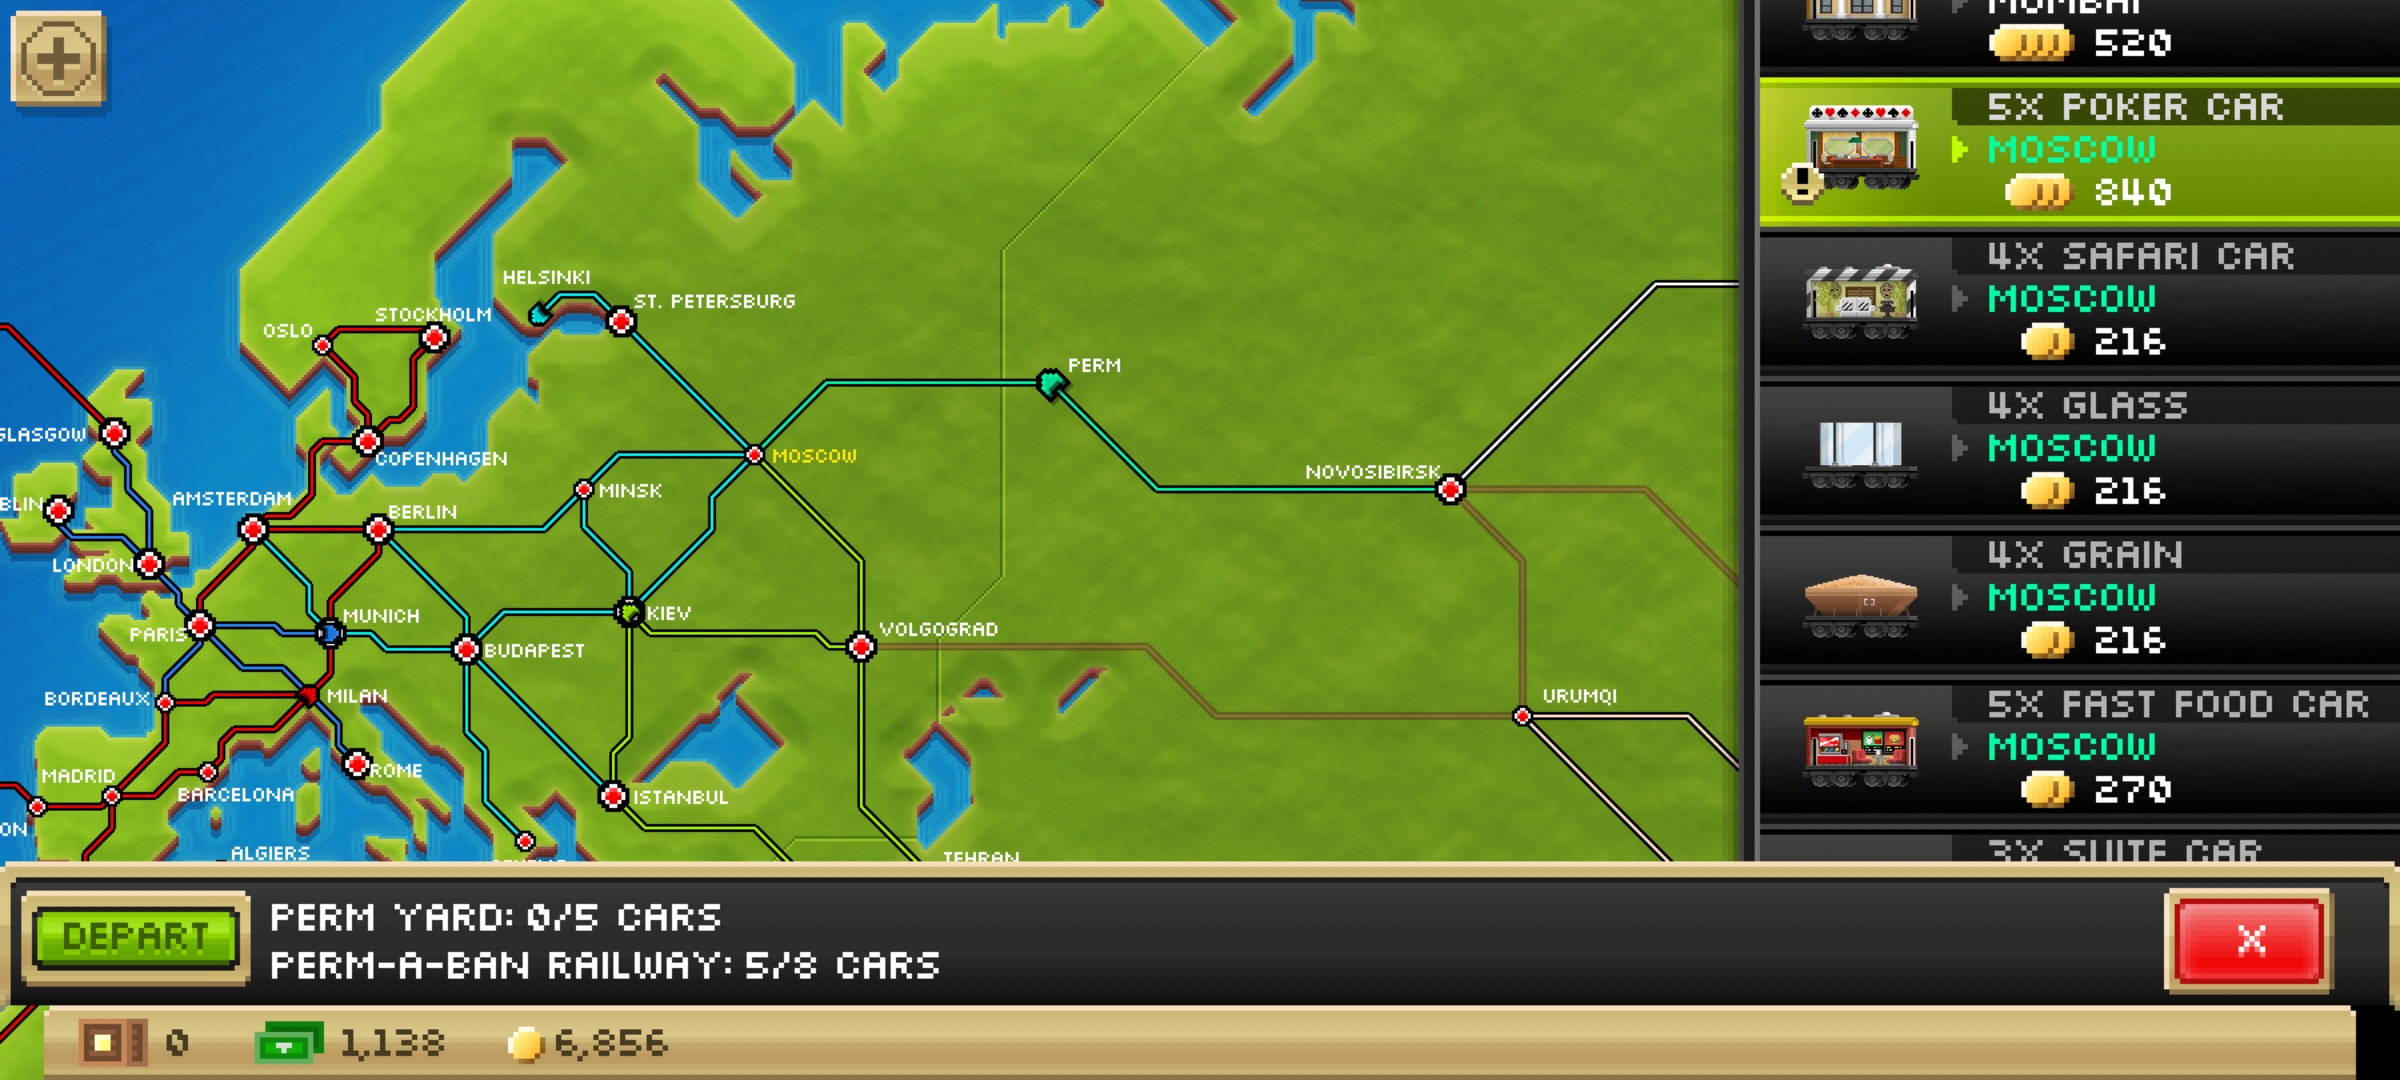 MOMBAI
520
5X POKER CAR
MOSCOW
840
4X SAFARI CAR
MOSCOW
216
4X GLASS
MOSCOW
216
4X GRAIN
MOSCOW
216
5X FAST FOOD CAR
MOSCOW
270
3X SUITE CAR
HELSINKI
ST. PETERSBURG
STOCKHOLM
OSLO
PERM
GLASGOW
COPENHAGEN
MOSCOW
NOVOSIBIRSK
MINSK
AMSTERDAM
BERLIN
BLIN
LONDON
MUNICH
KIEV
PARIS
VOLGOGRAD
BUDAPEST
BORDEAUX
MILAN
URUMQI
MADRID
ROME
BARCELONA
ISTANBUL
ON
ALGIERS
TEHRAN
DEPART
PERM YARD: 0/5 CARS
PERM-A-BAN RAILWAY: 5/8 CARS
X
0
1,138
6,856